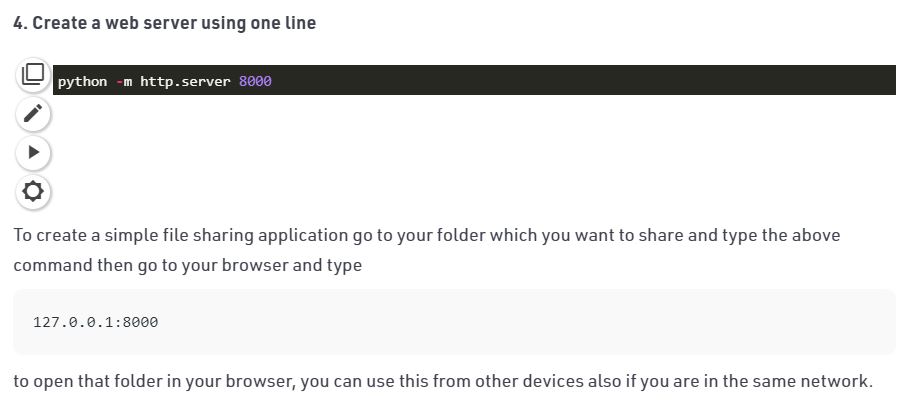 4. Create a web server using one line
python -m http.server 8000
To create a simple file sharing application go to your folder which you want to share and type the above
command then go to your browser and type
127.0.0.1:8000
to open that folder in your browser, you can use this from other devices also if you are in the same network.